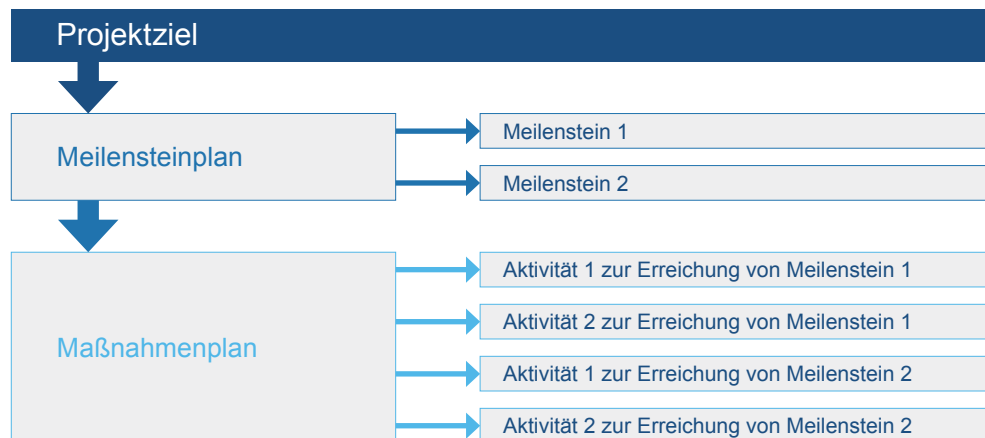 Projektziel
Meilensteinplan
Meilenstein 1
Meilenstein 2
Maßnahmenplan
Aktivität 1 zur Erreichung von Meilenstein 1
Aktivität 2 zur Erreichung von Meilenstein 1
Aktivität 1 zur Erreichung von Meilenstein 2
Aktivität 2 zur Erreichung von Meilenstein 2